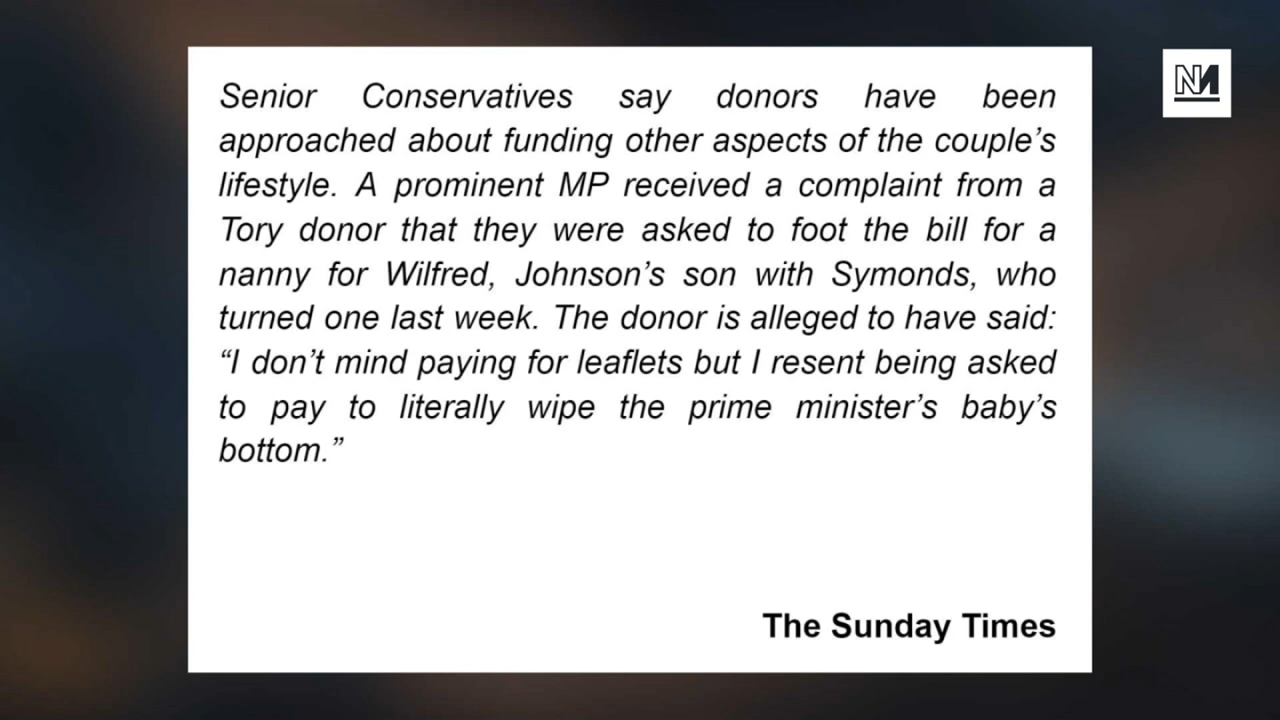 Senior Conservatives say donors have been
approached about funding other aspects of the couple’s
lifestyle. A prominent MP received a complaint from a
Tory donor that they were asked to foot the bill for a
nanny for Wilfred, Johnson’s son with Symonds, who
turned one last week. The donor is alleged to have said:
“I don’t mind paying for leaflets but I resent being asked
to pay to literally wipe the prime minister’s baby’s
bottom.”
The Sunday Times
NM